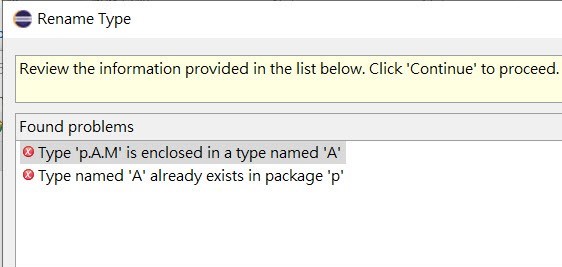 Rename Type
Review the information provided in the list below. Click 'Continue' to proceed.
Found problems
Type 'p.A.M' is enclosed in a type named 'A'
Type named 'A' already exists in package 'p'